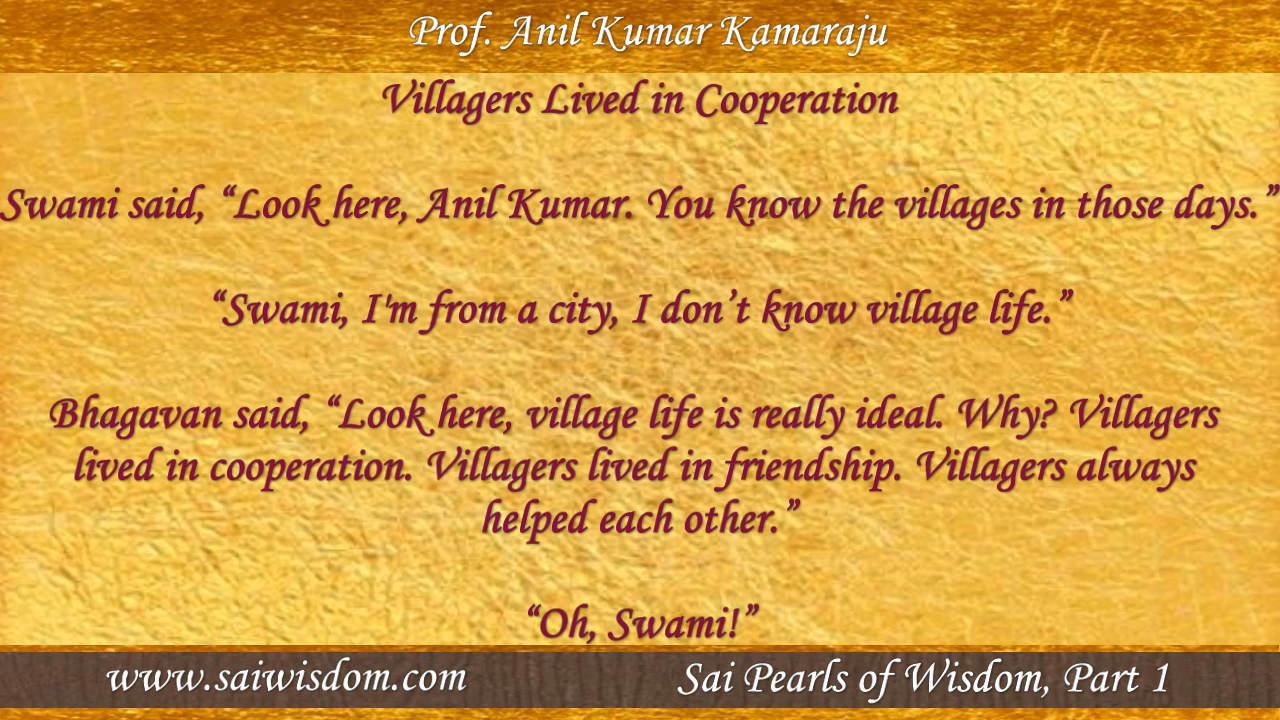 Prof. Anil Kumar Kamaraju
Villagers Lived in Cooperation
Swami said, “Look here, Anil Kumar. You know the villages in those days.”
“Swami, I'm from a city, I don’t know village life.”
Bhagavan said, “Look here, village life is really ideal. Why? Villagers
lived in cooperation. Villagers lived in friendship. Villagers always
helped each other.”
“Oh, Swami!”
www.saiwisdom.com
Sai Pearls of Wisdom, Part 1